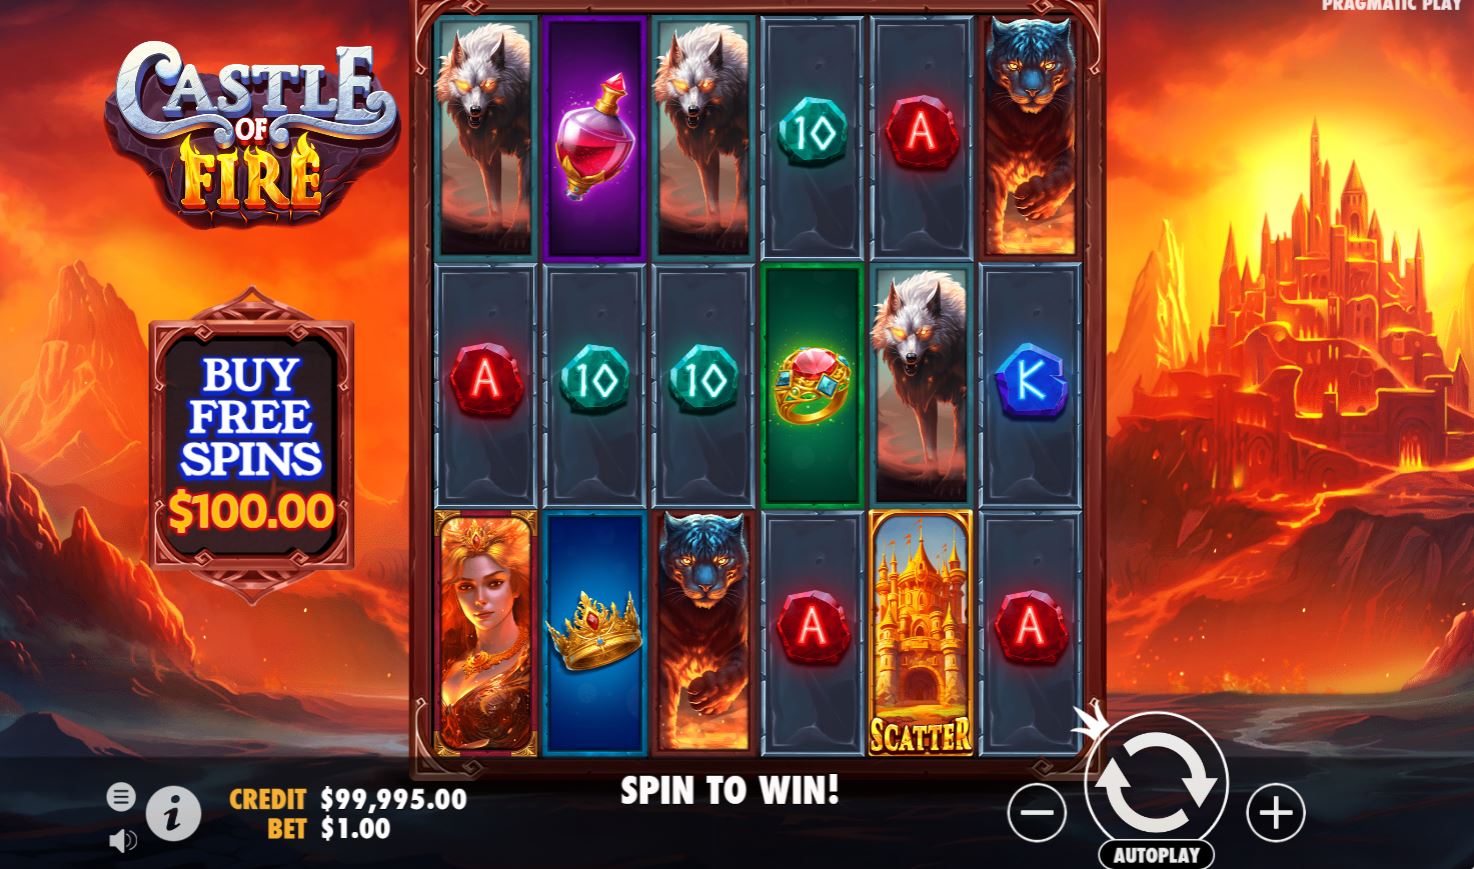 PRAGMATIC PLAY
CASTLE
OF
FIRE
10
A
BUY
FREE
SPINS
$100.00
A
10
10
K
A
SCATTER
A
SPIN TO WIN!
CREDIT $99,995.00
BET $1.00
i
AUTOPLAY